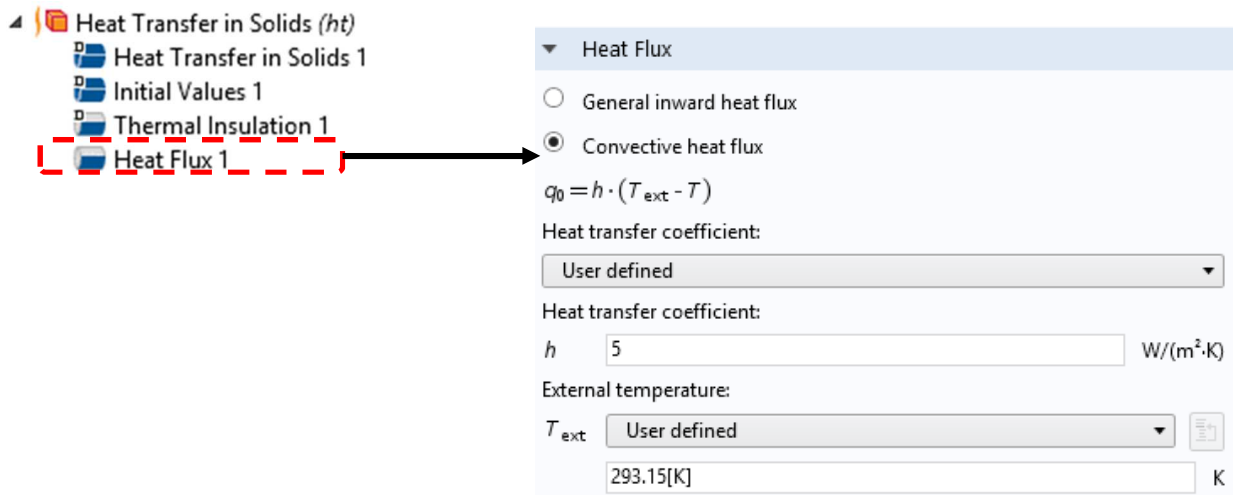 Heat Transfer in Solids (ht)
D Heat Transfer in Solids 1
D Initial Values 1
D Thermal Insulation 1
Heat Flux 1
Heat Flux
General inward heat flux
Convective heat flux
q₀ = h · (T_ext - T)
Heat transfer coefficient:
User defined
Heat transfer coefficient:
h 5 W/(m²·K)
External temperature:
T_ext User defined
293.15[K] K